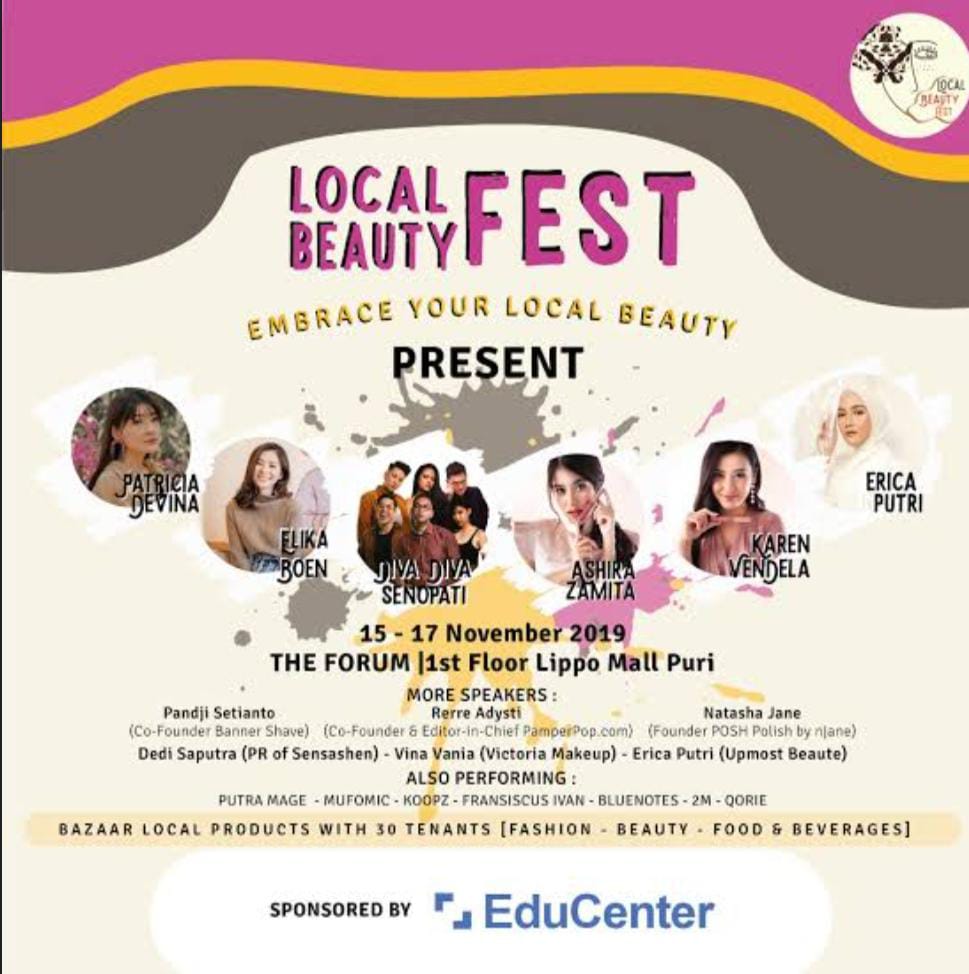 LOCAL
BEAUTY
FEST
LOCAL
BEAUTY
FEST
EMBRACE YOUR LOCAL BEAUTY
PRESENT
PATRICIA
DEVINA
ELIKA
BOEN
DIVA DIVA
SENOPATI
ASHIRA
ZAMITA
KAREN
VENDELA
ERICA
PUTRI
15 - 17 November 2019
THE FORUM |1st Floor Lippo Mall Puri
MORE SPEAKERS :
Pandji Setianto Rerre Adysti Natasha Jane
(Co-Founder Banner Shave) (Co-Founder & Editor-in-Chief PamperPop.com) (Founder POSH Polish by nJane)
Dedi Saputra (PR of Sensashen) - Vina Vania (Victoria Makeup) - Erica Putri (Upmost Beaute)
ALSO PERFORMING :
PUTRA MAGE - MUFOMIC - KOOPZ - FRANSISCUS IVAN - BLUENOTES - 2M - QORIE
BAZAAR LOCAL PRODUCTS WITH 30 TENANTS [FASHION - BEAUTY - FOOD & BEVERAGES]
SPONSORED BY EduCenter